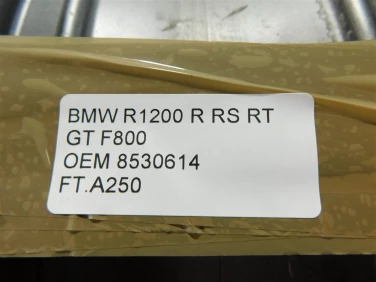 BMW R1200 R RS RT
GT F800
OEM 8530614
FT.A250